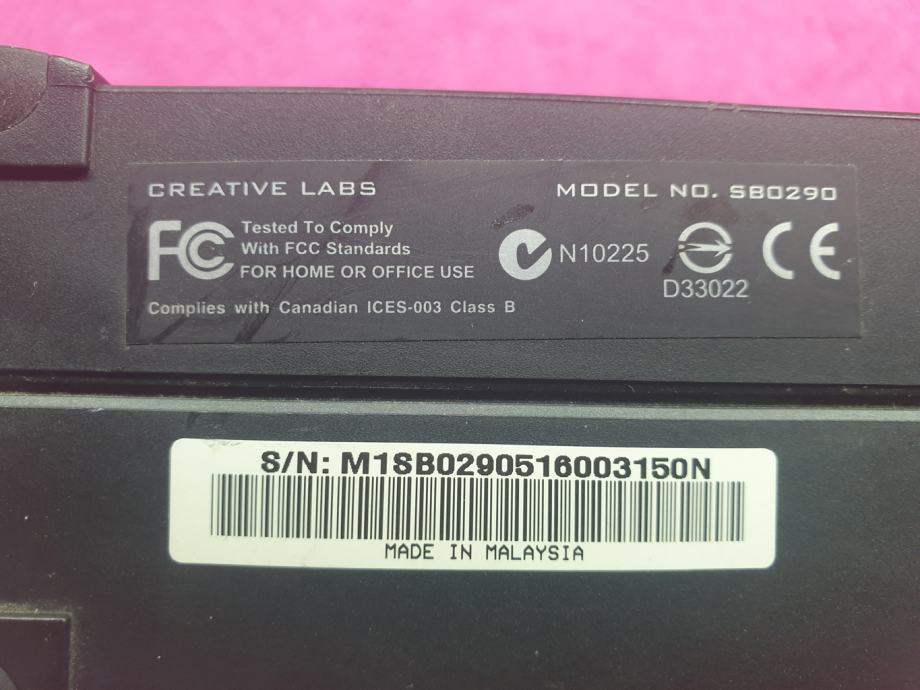 CREATIVE LABS MODEL NO. SB0290
FC Tested To Comply
With FCC Standards
FOR HOME OR OFFICE USE
N10225
D33022
CE
Complies with Canadian ICES-003 Class B
S/N: M1SB0290516003150N
MADE IN MALAYSIA